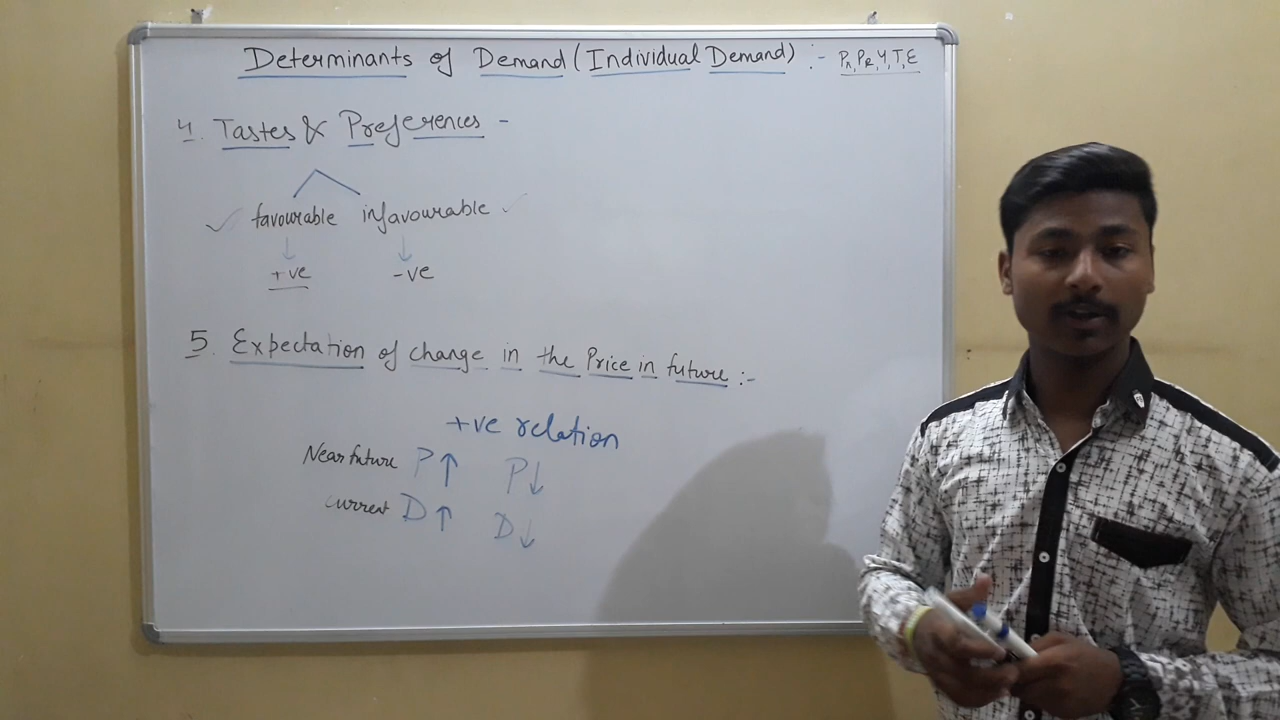 Determinants of Demand (Individual Demand) :- Pn, PR, Y, T, E
4. Tastes & Preferences -
favourable infavourable
+ve -ve
5. Expectation of change in the Price in future :-
+ve relation
Near future P↑ P↓
Current D↑ D↓